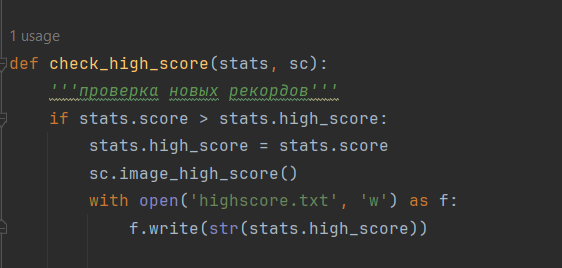 1 usage
def check_high_score(stats, sc):
    '''проверка новых рекордов'''
    if stats.score > stats.high_score:
        stats.high_score = stats.score
        sc.image_high_score()
        with open('highscore.txt', 'w') as f:
            f.write(str(stats.high_score))